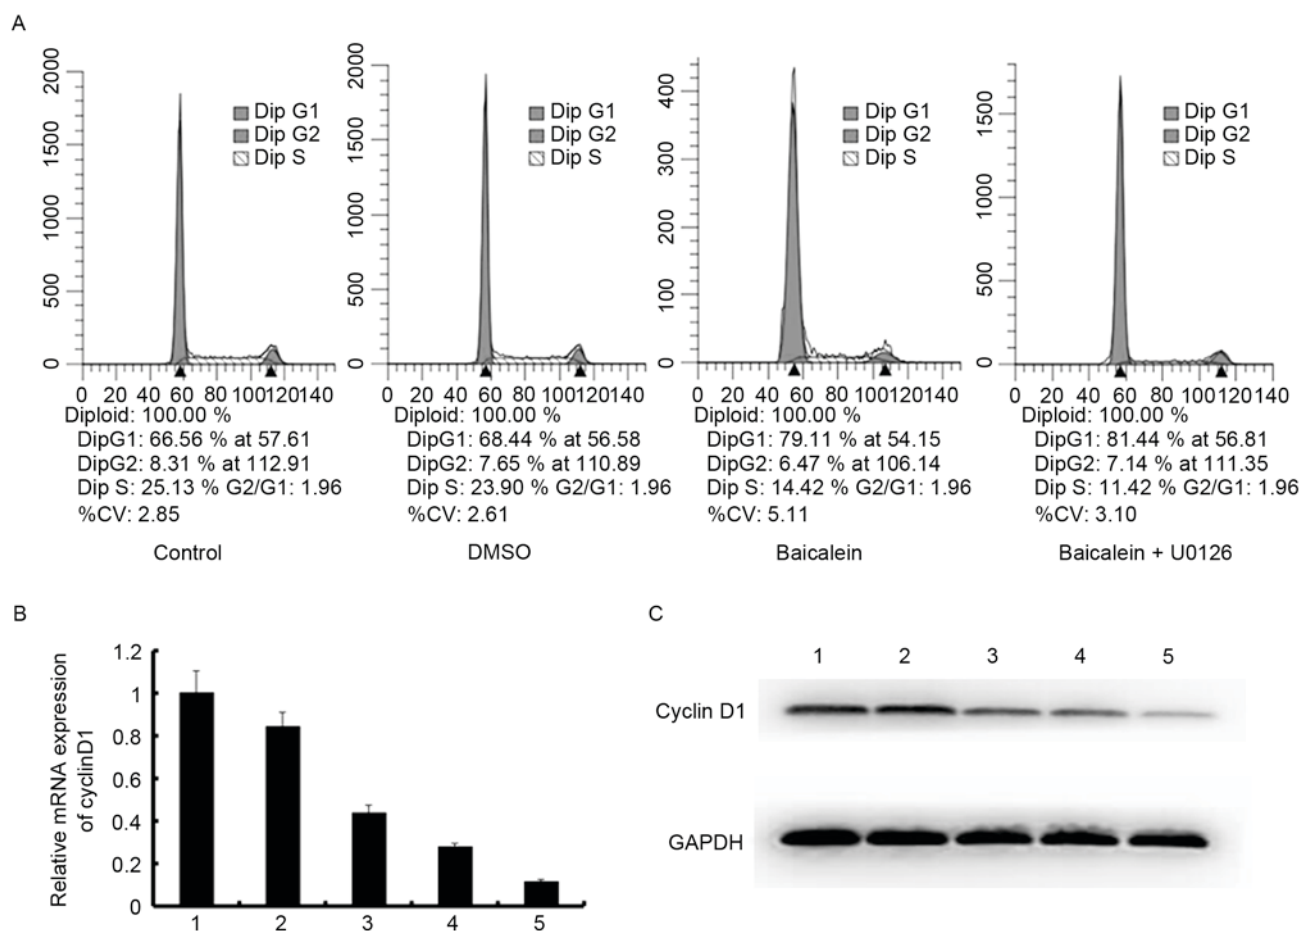 A
2000
1500
1000
500
0
Dip G1
Dip G2
Dip S
0 20 40 60 80 100120140
Diploid: 100.00 %
DipG1: 66.56 % at 57.61
DipG2: 8.31 % at 112.91
Dip S: 25.13 % G2/G1: 1.96
%CV: 2.85
Control
2000
1500
1000
500
0
Dip G1
Dip G2
Dip S
0 20 40 60 80 100120140
Diploid: 100.00 %
DipG1: 68.44 % at 56.58
DipG2: 7.65 % at 110.89
Dip S: 23.90 % G2/G1: 1.96
%CV: 2.61
DMSO
400
300
200
100
0
Dip G1
Dip G2
Dip S
0 20 40 60 80 100120140
Diploid: 100.00 %
DipG1: 79.11 % at 54.15
DipG2: 6.47 % at 106.14
Dip S: 14.42 % G2/G1: 1.96
%CV: 5.11
Baicalein
1500
1000
500
0
Dip G1
Dip G2
Dip S
0 20 40 60 80 100 120 140
Diploid: 100.00 %
DipG1: 81.44 % at 56.81
DipG2: 7.14 % at 111.35
Dip S: 11.42 % G2/G1: 1.96
%CV: 3.10
Baicalein + U0126
B
Relative mRNA expression
of cyclinD1
1.2
1
0.8
0.6
0.4
0.2
0
1 2 3 4 5
C
1 2 3 4 5
Cyclin D1
GAPDH